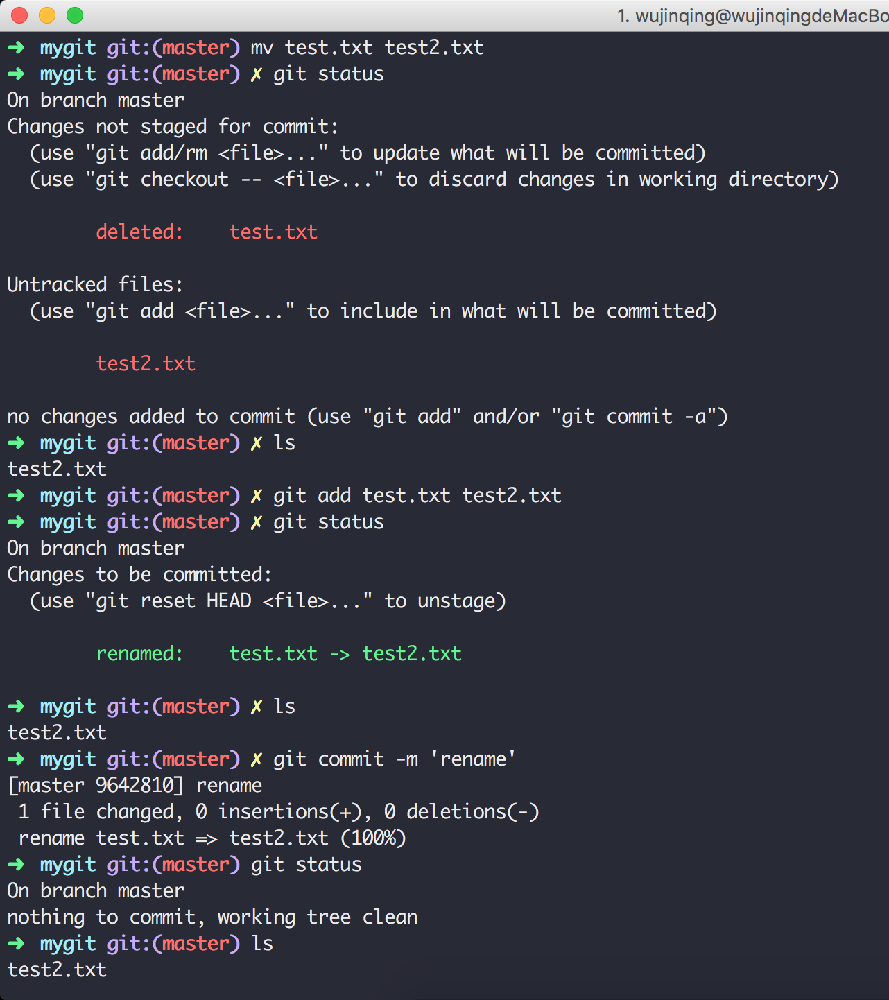 1. wujinqing@wujinqingdeMacBo
➜ mygit git:(master) mv test.txt test2.txt
➜ mygit git:(master) ✗ git status
On branch master
Changes not staged for commit:
  (use "git add/rm <file>..." to update what will be committed)
  (use "git checkout -- <file>..." to discard changes in working directory)
deleted:    test.txt
Untracked files:
  (use "git add <file>..." to include in what will be committed)
test2.txt
no changes added to commit (use "git add" and/or "git commit -a")
➜ mygit git:(master) ✗ ls
test2.txt
➜ mygit git:(master) ✗ git add test.txt test2.txt
➜ mygit git:(master) ✗ git status
On branch master
Changes to be committed:
  (use "git reset HEAD <file>..." to unstage)
renamed:    test.txt -> test2.txt
➜ mygit git:(master) ✗ ls
test2.txt
➜ mygit git:(master) ✗ git commit -m 'rename'
[master 9642810] rename
 1 file changed, 0 insertions(+), 0 deletions(-)
 rename test.txt => test2.txt (100%)
➜ mygit git:(master) git status
On branch master
nothing to commit, working tree clean
➜ mygit git:(master) ls
test2.txt